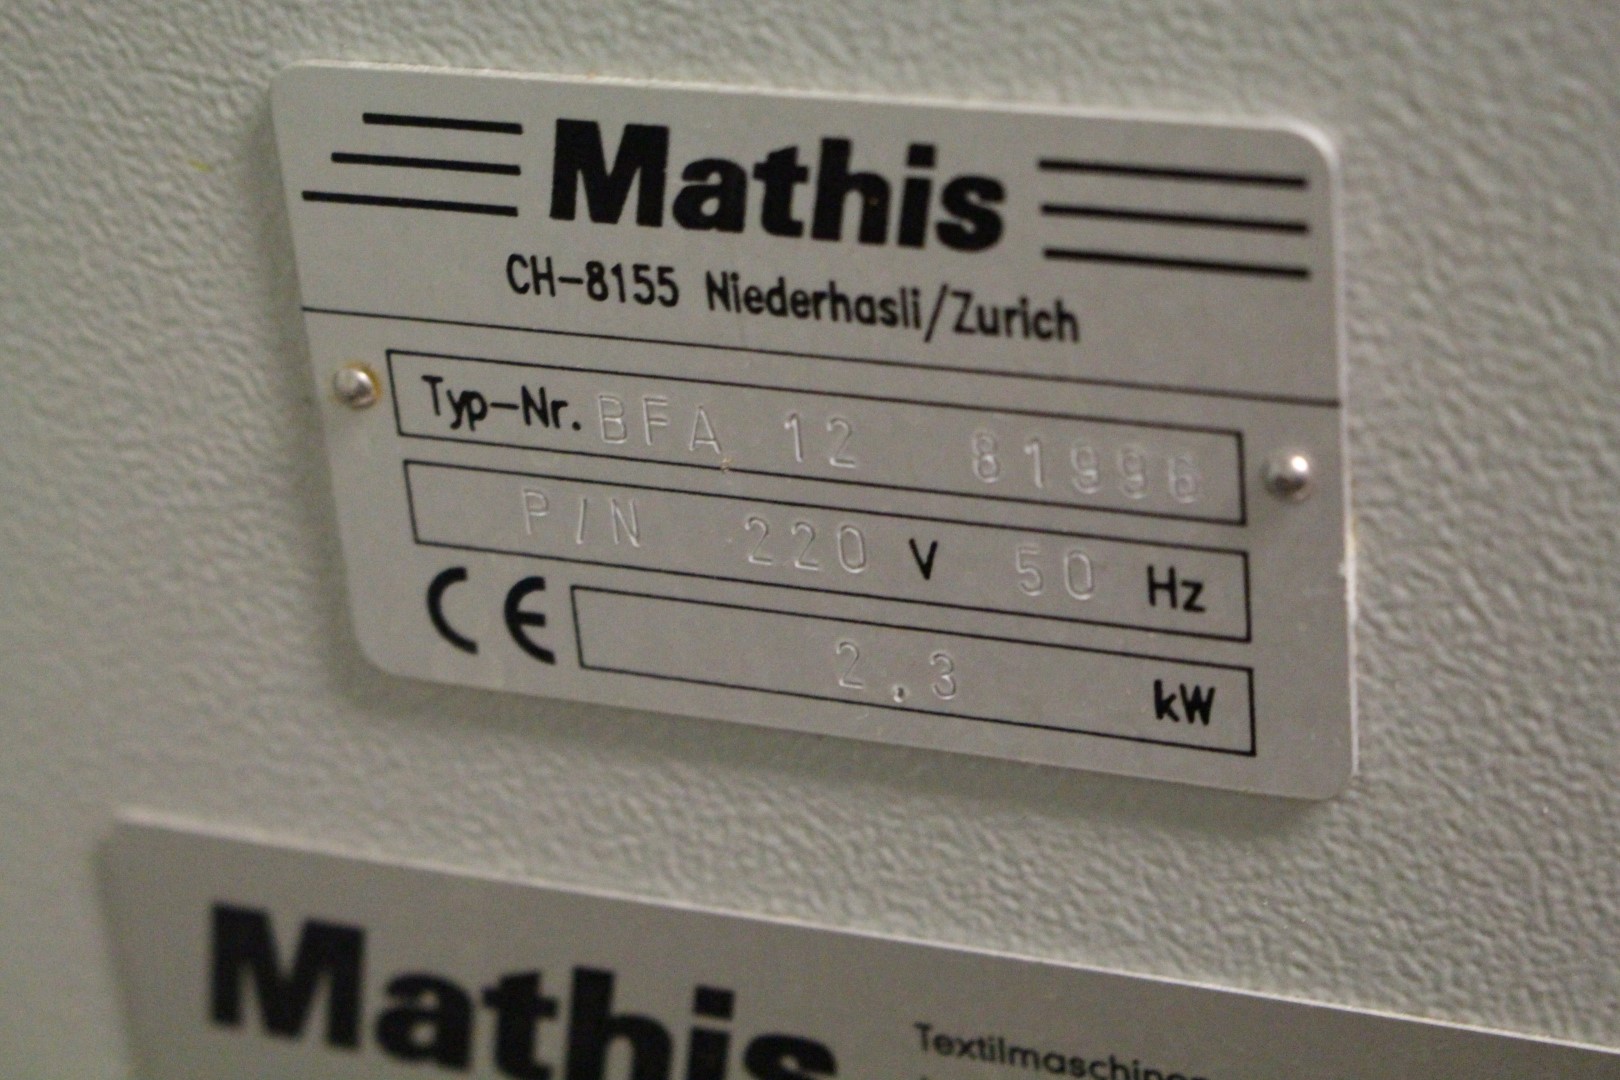 Mathis
CH-8155 Niederhasli/Zurich
Typ-Nr. BFA 12 81996
P/N 220 V 50 Hz
CE 2.3 kW
Mathis
Textilmaschinen